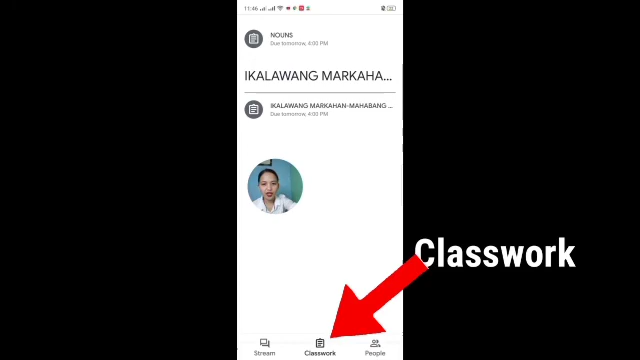 11:46
NOUNS
Due tomorrow, 4:00 PM
IKALAWANG MARKAHA...
IKALAWANG MARKAHAN-MAHABANG ...
Due tomorrow, 4:00 PM
Classwork
Stream
Classwork
People